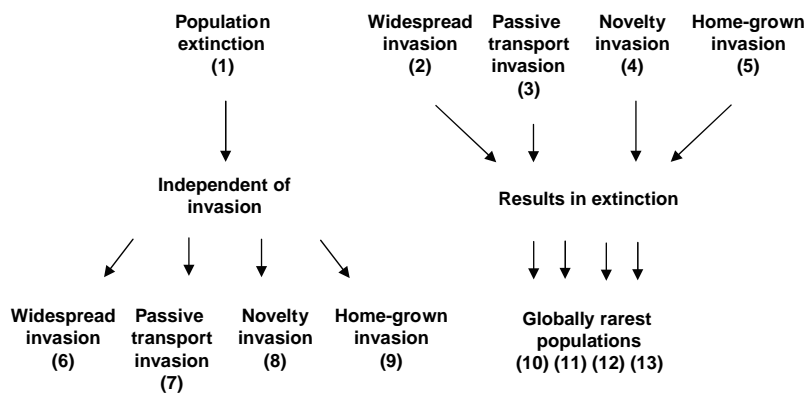 Population
extinction
(1)
Widespread
invasion
(2)
Passive
transport
invasion
(3)
Novelty
invasion
(4)
Home-grown
invasion
(5)
Independent of
invasion
Results in extinction
Widespread
invasion
(6)
Passive
transport
invasion
(7)
Novelty
invasion
(8)
Home-grown
invasion
(9)
Globally rarest
populations
(10) (11) (12) (13)